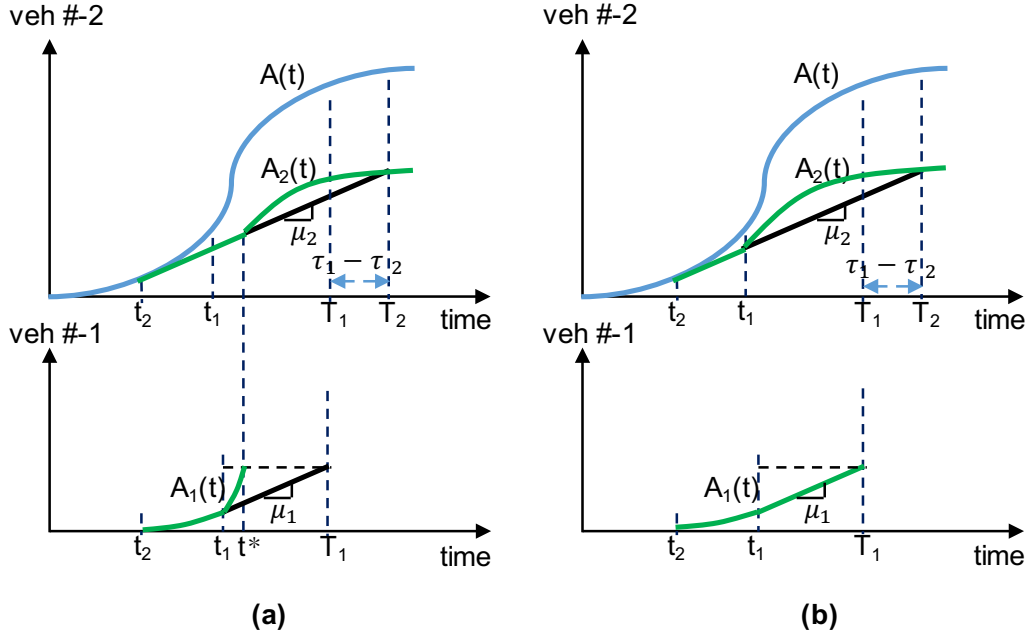 veh #-2
A(t)
A₂(t)
μ₂
τ₁ − τ₂
t₂ t₁ T₁ T₂ time
veh #-1
A₁(t)
μ₁
t₂ t₁ t* T₁ time
(a)
veh #-2
A(t)
A₂(t)
μ₂
τ₁ − τ₂
t₂ t₁ T₁ T₂ time
veh #-1
A₁(t)
μ₁
t₂ t₁ T₁ time
(b)